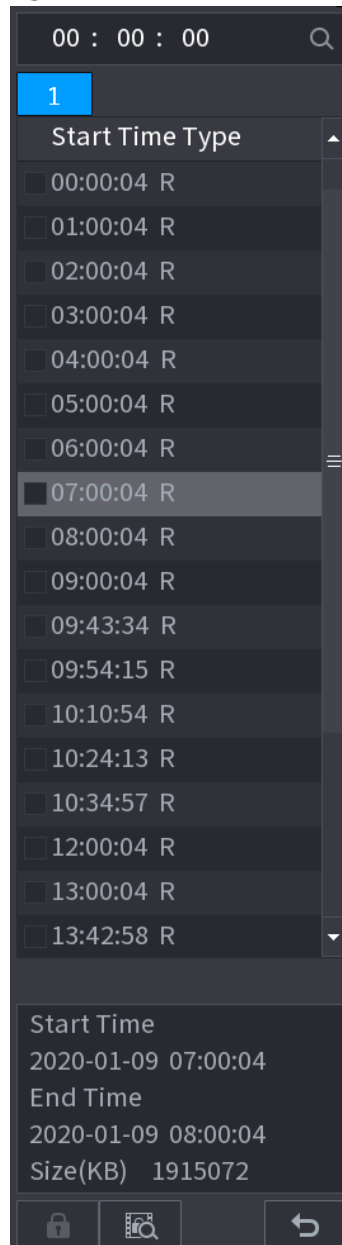 00 : 00 : 00
1
Start Time Type
00:00:04 R
01:00:04 R
02:00:04 R
03:00:04 R
04:00:04 R
05:00:04 R
06:00:04 R
07:00:04 R
08:00:04 R
09:00:04 R
09:43:34 R
09:54:15 R
10:10:54 R
10:24:13 R
10:34:57 R
12:00:04 R
13:00:04 R
13:42:58 R
Start Time
2020-01-09 07:00:04
End Time
2020-01-09 08:00:04
Size(KB) 1915072